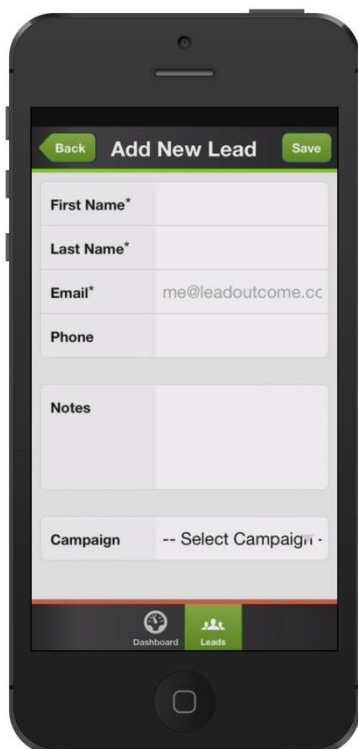 Back Add New Lead Save
First Name*
Last Name*
Email* me@leadoutcome.cc
Phone
Notes
Campaign -- Select Campaign -
Dashboard Leads